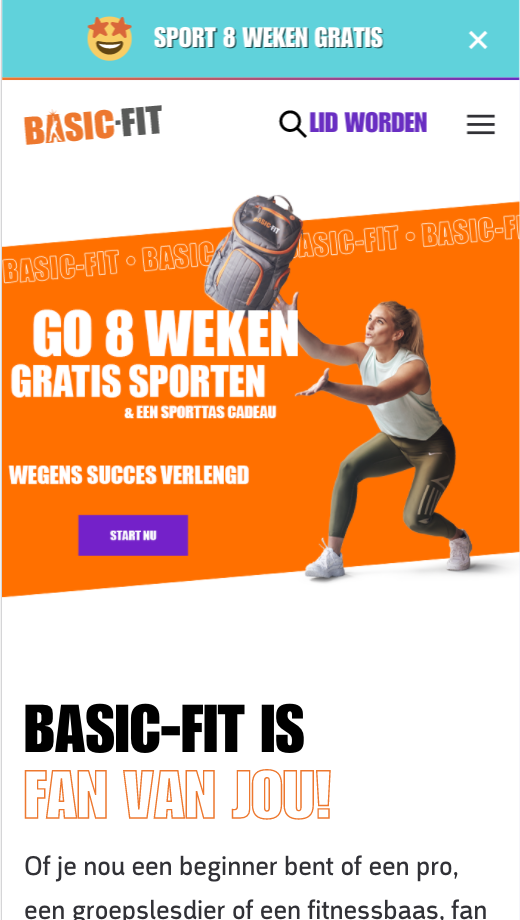 SPORT 8 WEKEN GRATIS
BASIC-FIT
LID WORDEN
BASIC-FIT • BASIC ASIC-FIT • BASIC-F
BASIC-FIT
GO 8 WEKEN
GRATIS SPORTEN
& EEN SPORTTAS CADEAU
WEGENS SUCCES VERLENGD
START NU
BASIC-FIT IS
FAN VAN JOU!
Of je nou een beginner bent of een pro,
een groepslesdier of een fitnessbaas, fan